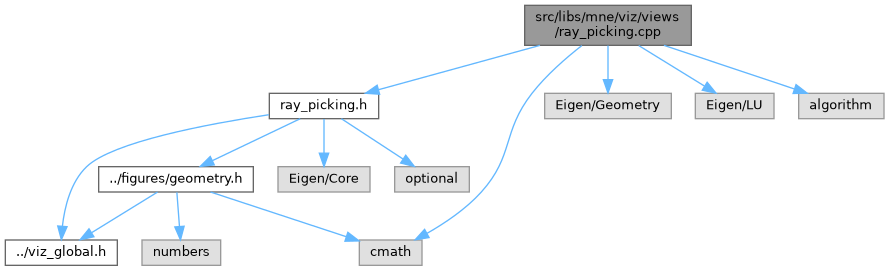 src/libs/mne/viz/views
/ray_picking.cpp
ray_picking.h
Eigen/Geometry
Eigen/LU
algorithm
../figures/geometry.h
Eigen/Core
optional
../viz_global.h
numbers
cmath